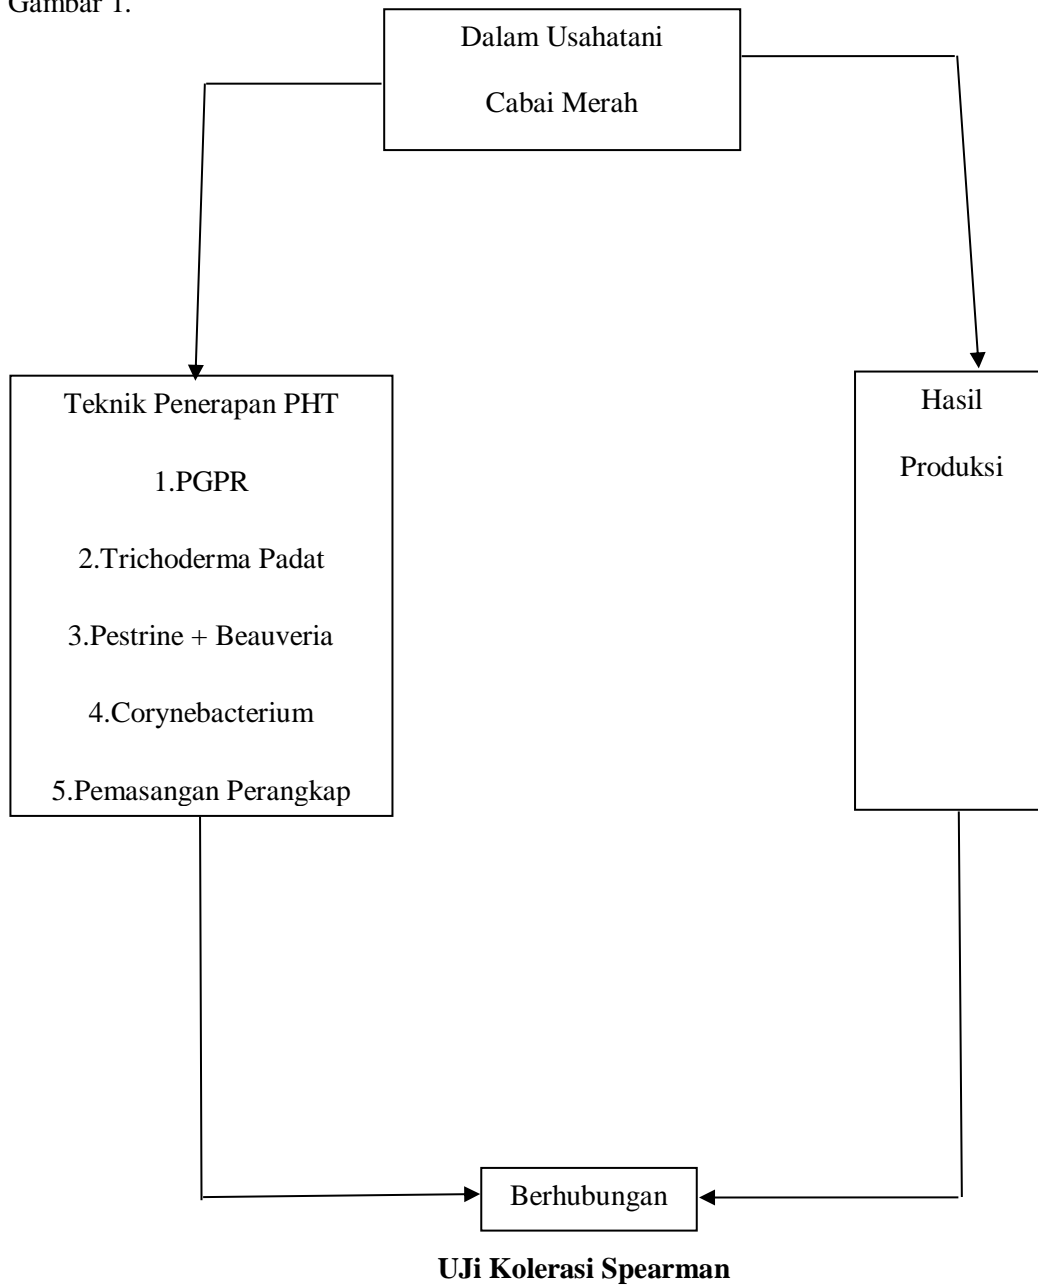 Gambar 1.
Dalam Usahatani
Cabai Merah
Teknik Penerapan PHT
1.PGPR
2.Trichoderma Padat
3.Pestrine + Beauveria
4.Corynebacterium
5.Pemasangan Perangkap
Hasil
Produksi
Berhubungan
UJi Kolerasi Spearman